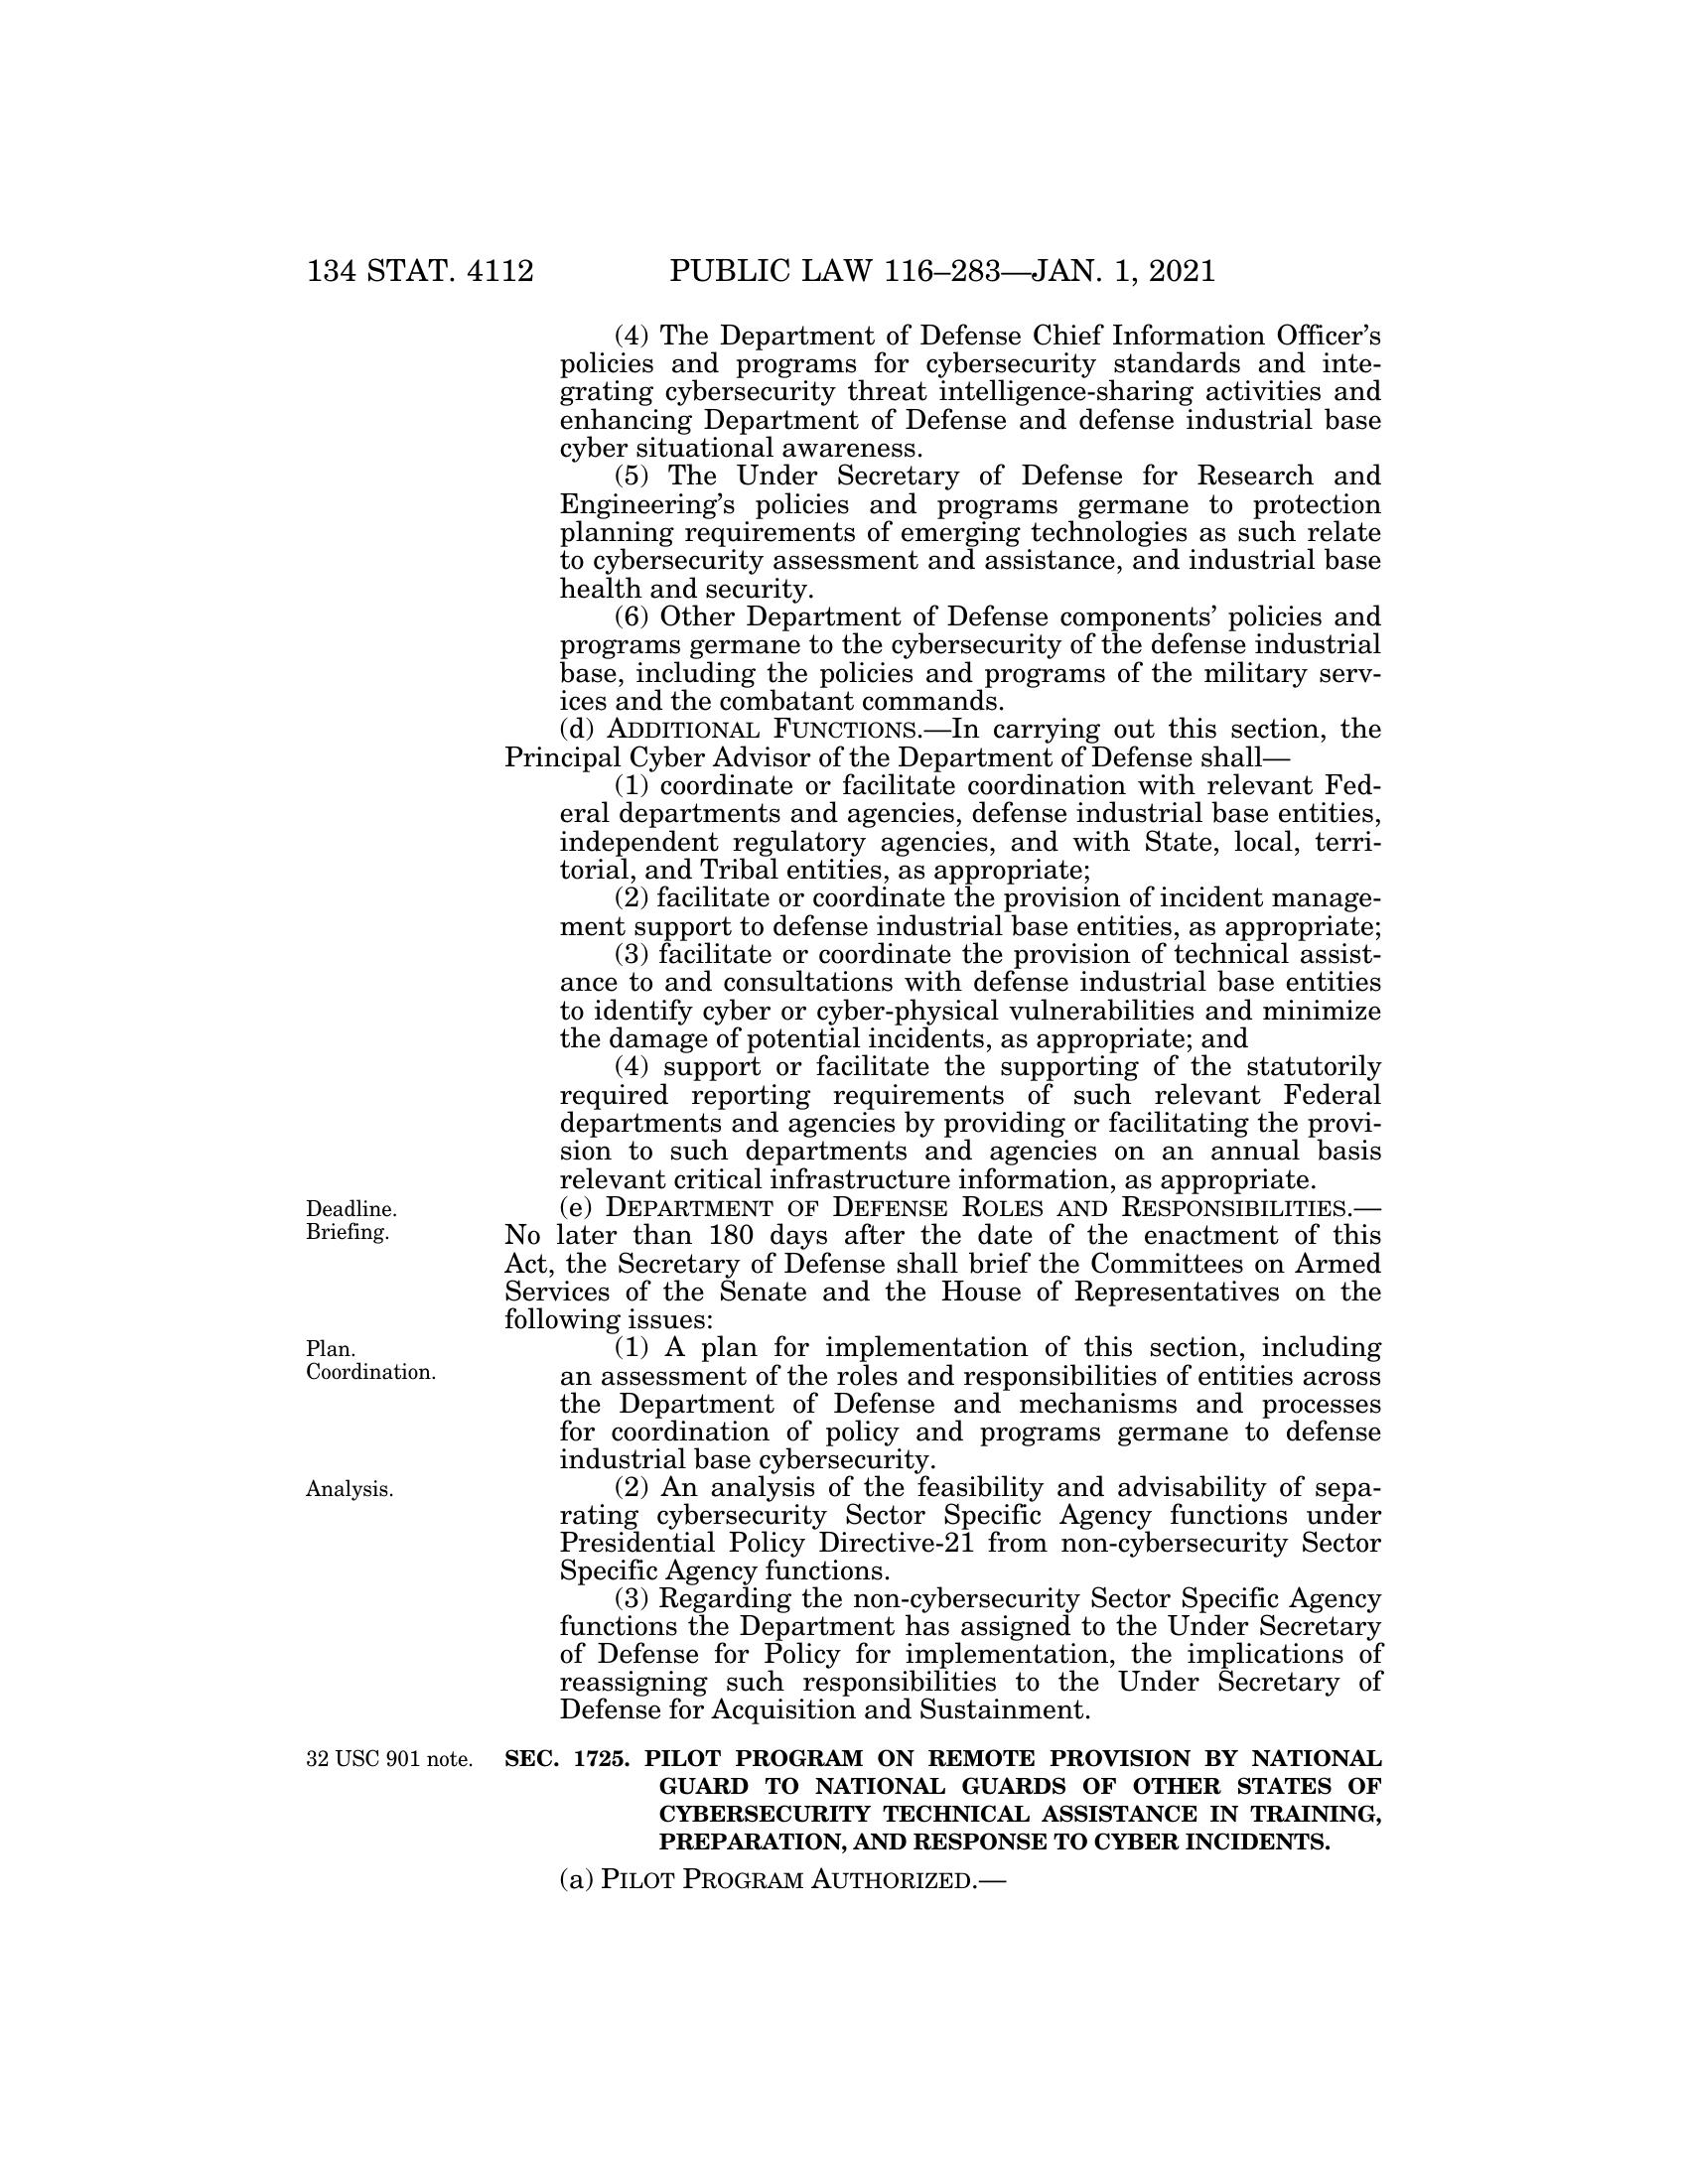 134 STAT. 4112 PUBLIC LAW 116–283—JAN. 1, 2021
(4) The Department of Defense Chief Information Officer’s
policies and programs for cybersecurity standards and inte-
grating cybersecurity threat intelligence-sharing activities and
enhancing Department of Defense and defense industrial base
cyber situational awareness.
(5) The Under Secretary of Defense for Research and
Engineering’s policies and programs germane to protection
planning requirements of emerging technologies as such relate
to cybersecurity assessment and assistance, and industrial base
health and security.
(6) Other Department of Defense components’ policies and
programs germane to the cybersecurity of the defense industrial
base, including the policies and programs of the military serv-
ices and the combatant commands.
(d) ADDITIONAL FUNCTIONS.—In carrying out this section, the
Principal Cyber Advisor of the Department of Defense shall—
(1) coordinate or facilitate coordination with relevant Fed-
eral departments and agencies, defense industrial base entities,
independent regulatory agencies, and with State, local, terri-
torial, and Tribal entities, as appropriate;
(2) facilitate or coordinate the provision of incident manage-
ment support to defense industrial base entities, as appropriate;
(3) facilitate or coordinate the provision of technical assist-
ance to and consultations with defense industrial base entities
to identify cyber or cyber-physical vulnerabilities and minimize
the damage of potential incidents, as appropriate; and
(4) support or facilitate the supporting of the statutorily
required reporting requirements of such relevant Federal
departments and agencies by providing or facilitating the provi-
sion to such departments and agencies on an annual basis
relevant critical infrastructure information, as appropriate.
Deadline.
Briefing.
(e) DEPARTMENT OF DEFENSE ROLES AND RESPONSIBILITIES.—
No later than 180 days after the date of the enactment of this
Act, the Secretary of Defense shall brief the Committees on Armed
Services of the Senate and the House of Representatives on the
following issues:
Plan.
Coordination.
(1) A plan for implementation of this section, including
an assessment of the roles and responsibilities of entities across
the Department of Defense and mechanisms and processes
for coordination of policy and programs germane to defense
industrial base cybersecurity.
Analysis.
(2) An analysis of the feasibility and advisability of sepa-
rating cybersecurity Sector Specific Agency functions under
Presidential Policy Directive-21 from non-cybersecurity Sector
Specific Agency functions.
(3) Regarding the non-cybersecurity Sector Specific Agency
functions the Department has assigned to the Under Secretary
of Defense for Policy for implementation, the implications of
reassigning such responsibilities to the Under Secretary of
Defense for Acquisition and Sustainment.
32 USC 901 note.
SEC. 1725. PILOT PROGRAM ON REMOTE PROVISION BY NATIONAL
GUARD TO NATIONAL GUARDS OF OTHER STATES OF
CYBERSECURITY TECHNICAL ASSISTANCE IN TRAINING,
PREPARATION, AND RESPONSE TO CYBER INCIDENTS.
(a) PILOT PROGRAM AUTHORIZED.—